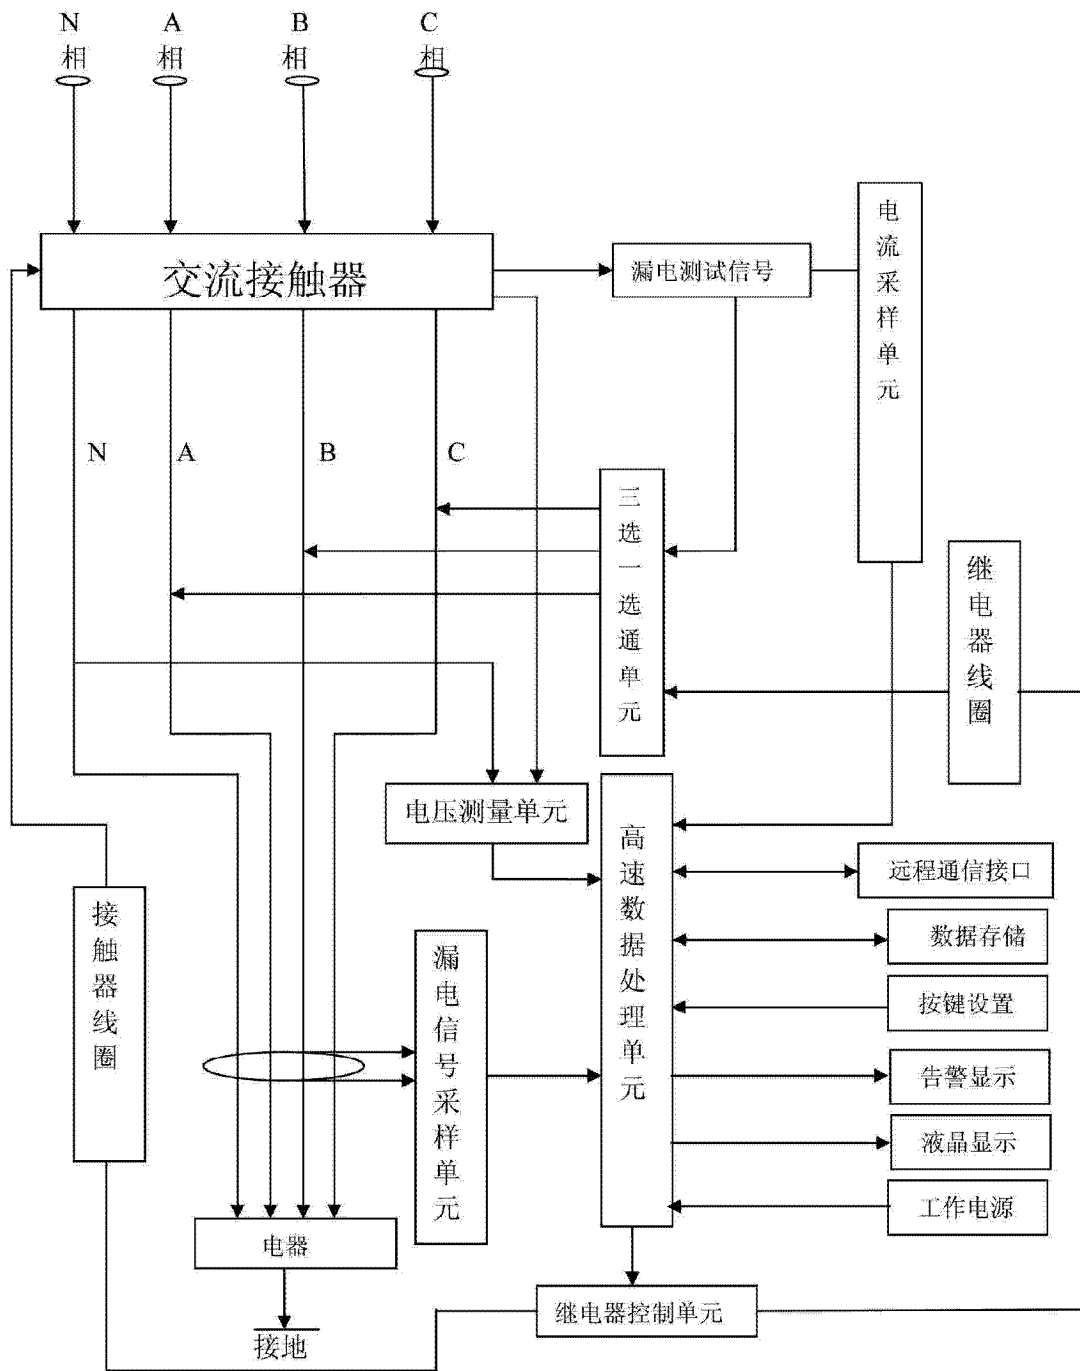 N相
A相
B相
C相
交流接触器
漏电测试信号
电流采样单元
N
A
B
C
三选一选通单元
继电器线圈
电压测量单元
高速数据处理单元
远程通信接口
接触器线圈
漏电信号采样单元
数据存储
按键设置
告警显示
液晶显示
工作电源
电器
继电器控制单元
接地